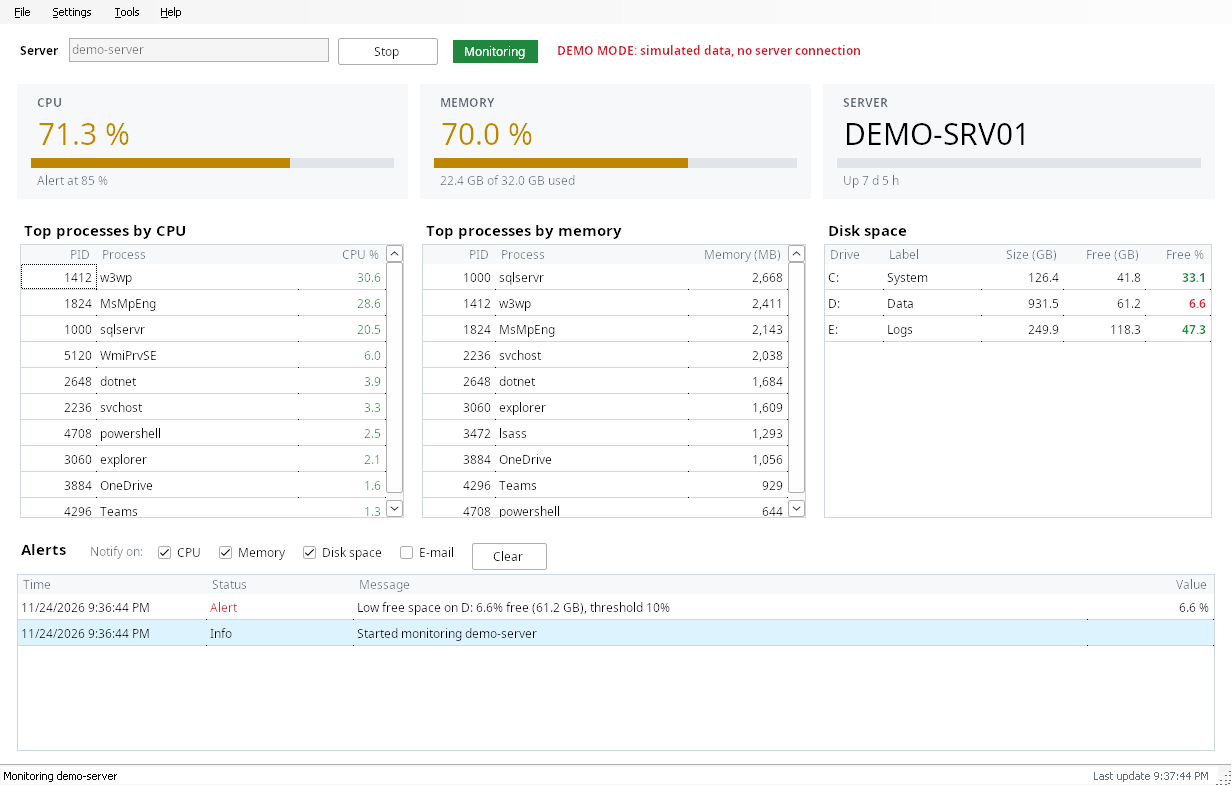 File Settings Tools Help
Server demo-server Stop Monitoring DEMO MODE: simulated data, no server connection
CPU
71.3 %
Alert at 85 %
MEMORY
70.0 %
22.4 GB of 32.0 GB used
SERVER
DEMO-SRV01
Up 7 d 5 h
Top processes by CPU
PID Process CPU %
1412 w3wp 30.6
1824 MsMpEng 28.6
1000 sqlservr 20.5
5120 WmiPrvSE 6.0
2648 dotnet 3.9
2236 svchost 3.3
4708 powershell 2.5
3060 explorer 2.1
3884 OneDrive 1.6
4296 Teams 1.3
Top processes by memory
PID Process Memory (MB)
1000 sqlservr 2,668
1412 w3wp 2,411
1824 MsMpEng 2,143
2236 svchost 2,038
2648 dotnet 1,684
3060 explorer 1,609
3472 lsass 1,293
3884 OneDrive 1,056
4296 Teams 929
4708 powershell 644
Disk space
Drive Label Size (GB) Free (GB) Free %
C: System 126.4 41.8 33.1
D: Data 931.5 61.2 6.6
E: Logs 249.9 118.3 47.3
Alerts Notify on: CPU Memory Disk space E-mail Clear
Time Status Message Value
11/24/2026 9:36:44 PM Alert Low free space on D: 6.6% free (61.2 GB), threshold 10% 6.6 %
11/24/2026 9:36:44 PM Info Started monitoring demo-server
Monitoring demo-server Last update 9:37:44 PM